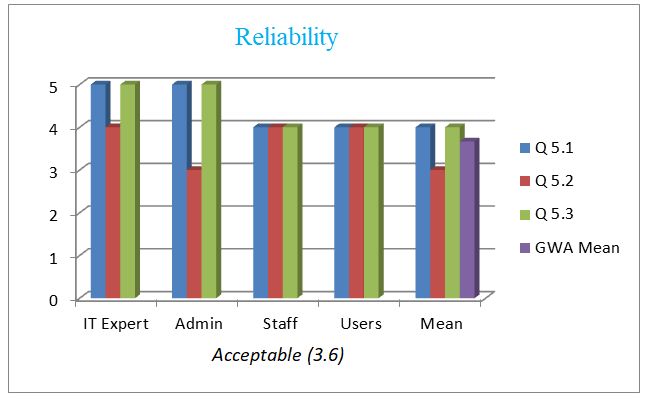 Reliability
5
4
3
2
1
0
IT Expert Admin Staff Users Mean
Q 5.1
Q 5.2
Q 5.3
GWA Mean
Acceptable (3.6)